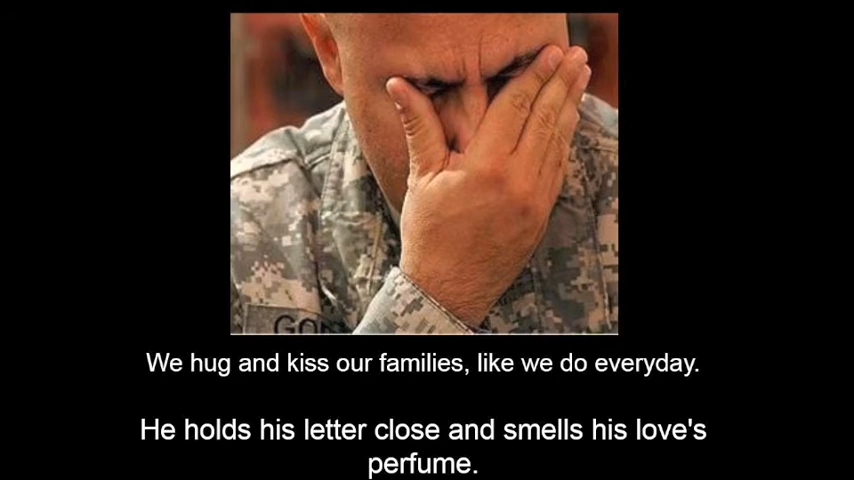 GO
We hug and kiss our families, like we do everyday.
He holds his letter close and smells his love's
perfume.